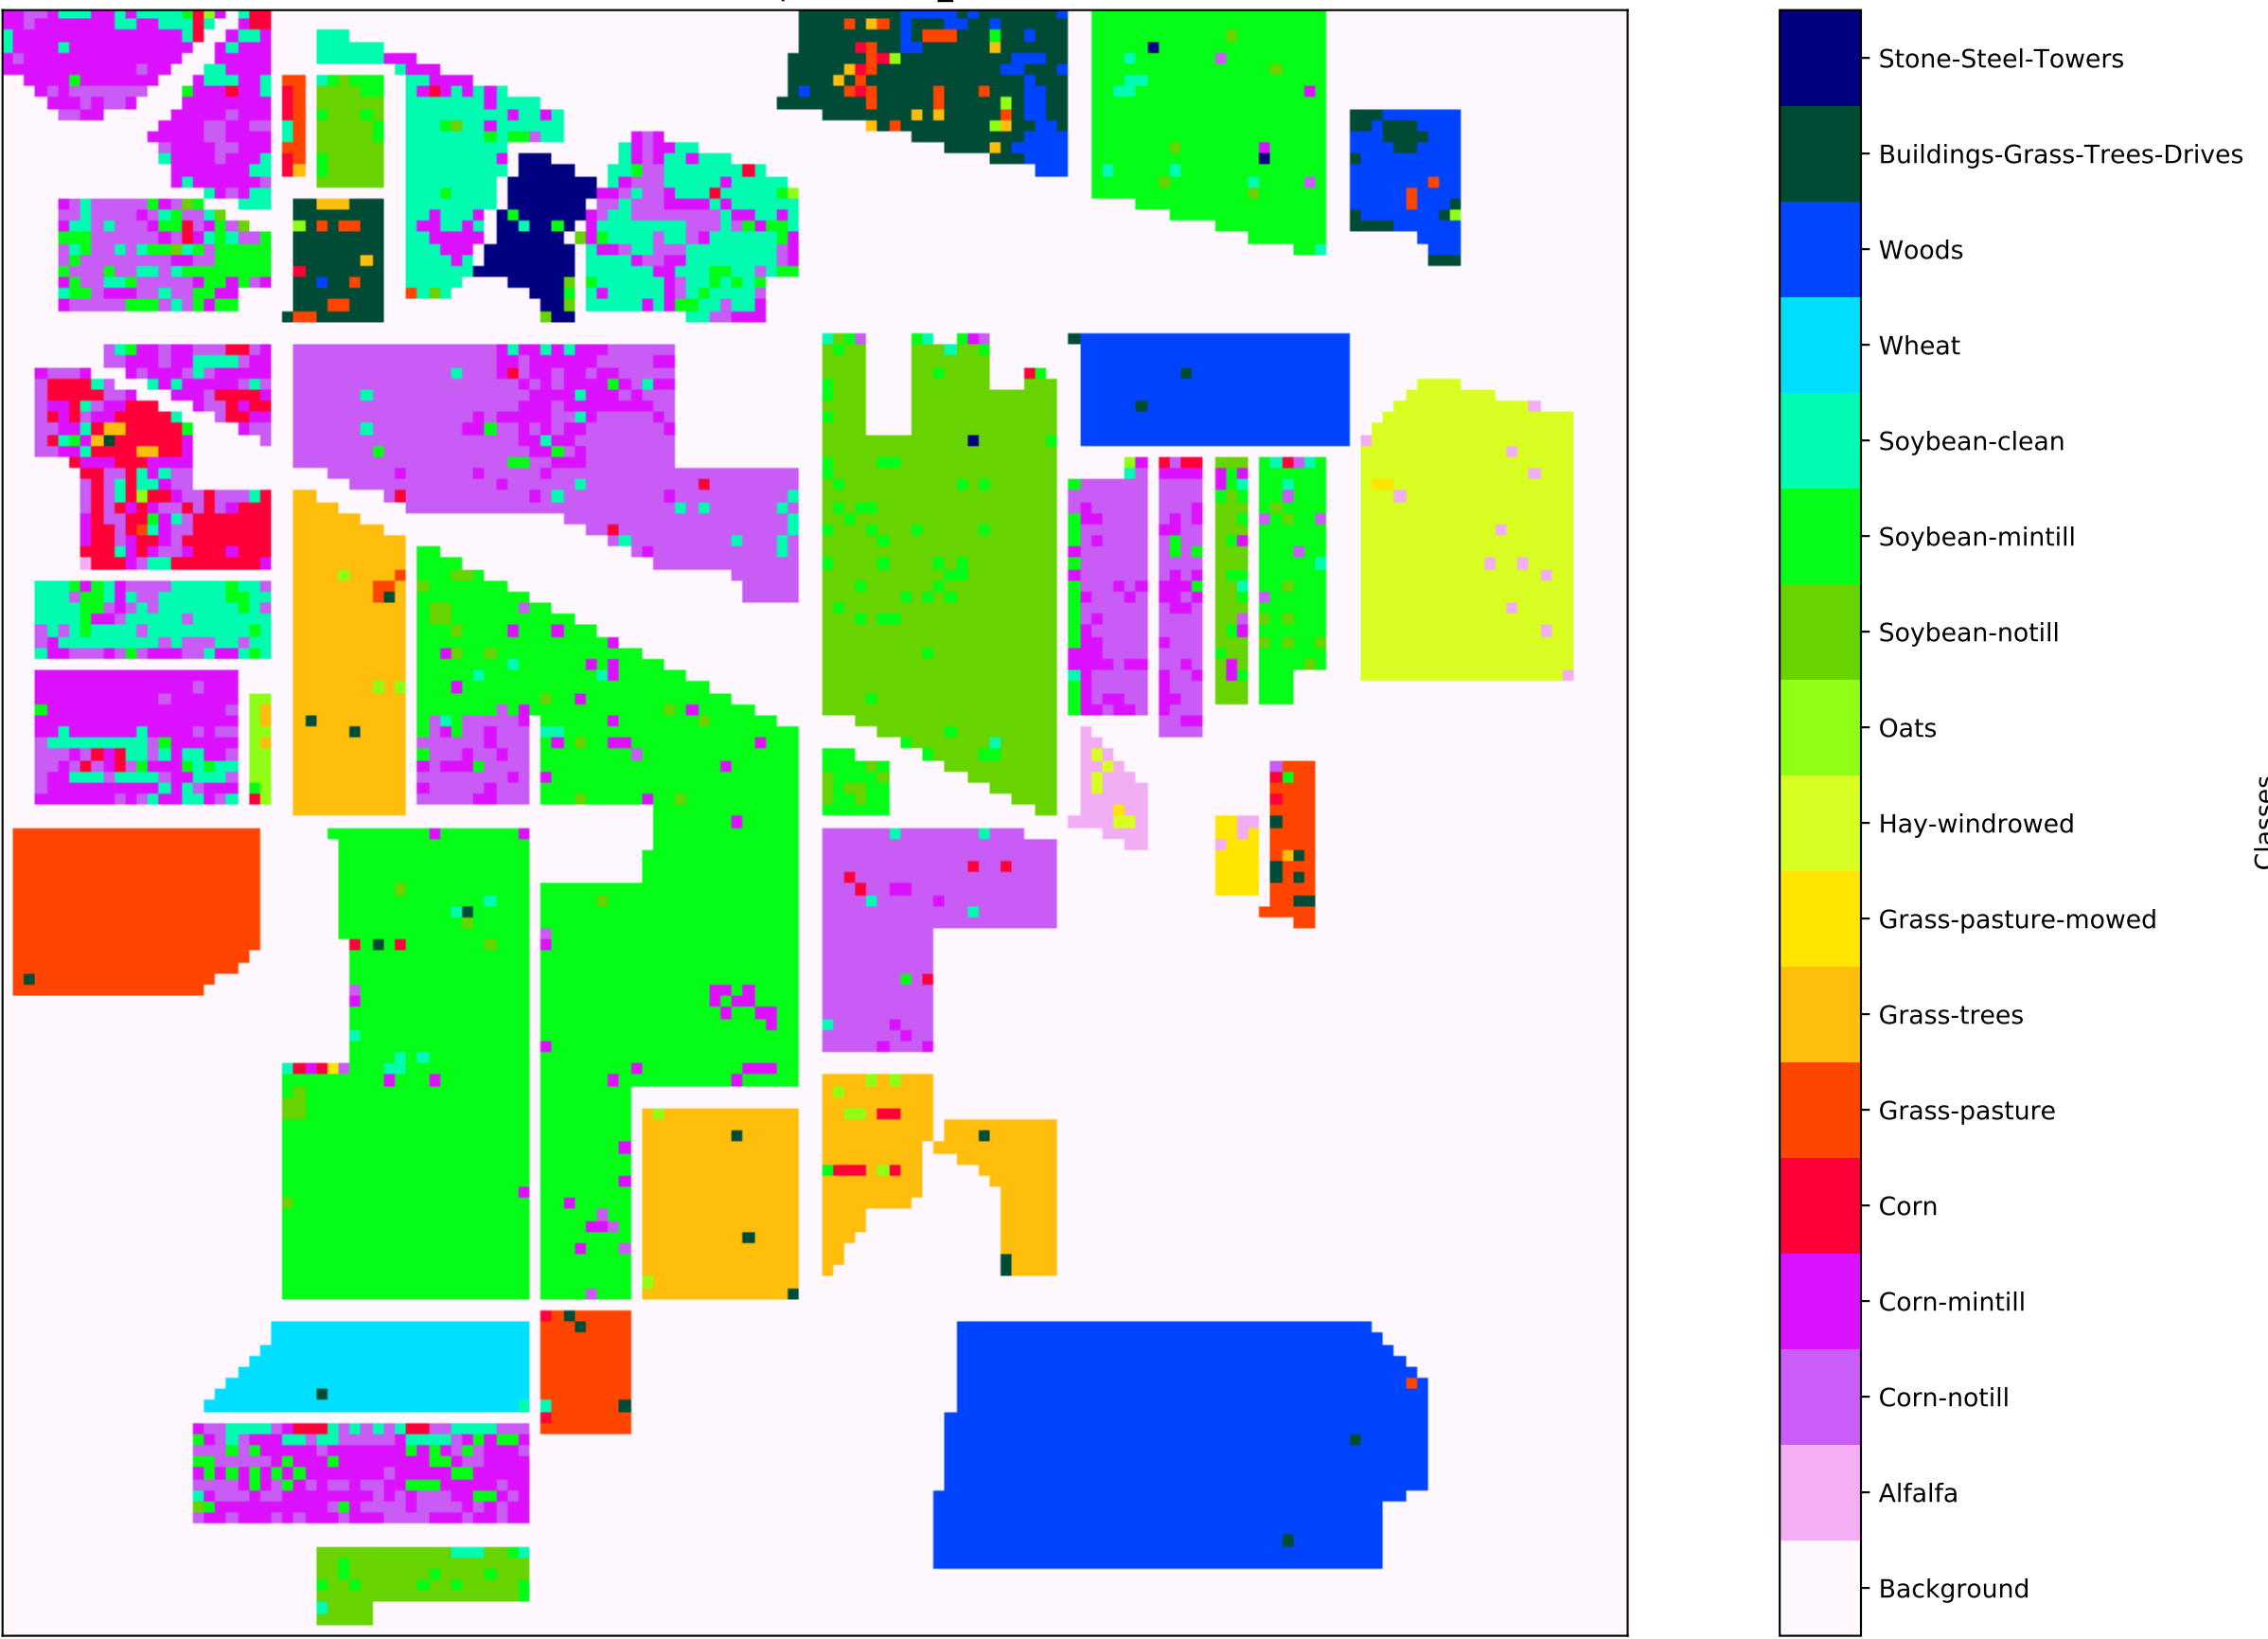 Stone-Steel-Towers
Buildings-Grass-Trees-Drives
Woods
Wheat
Soybean-clean
Soybean-mintill
Soybean-notill
Oats
Hay-windrowed
Grass-pasture-mowed
Grass-trees
Grass-pasture
Corn
Corn-mintill
Corn-notill
Alfalfa
Background
Classes